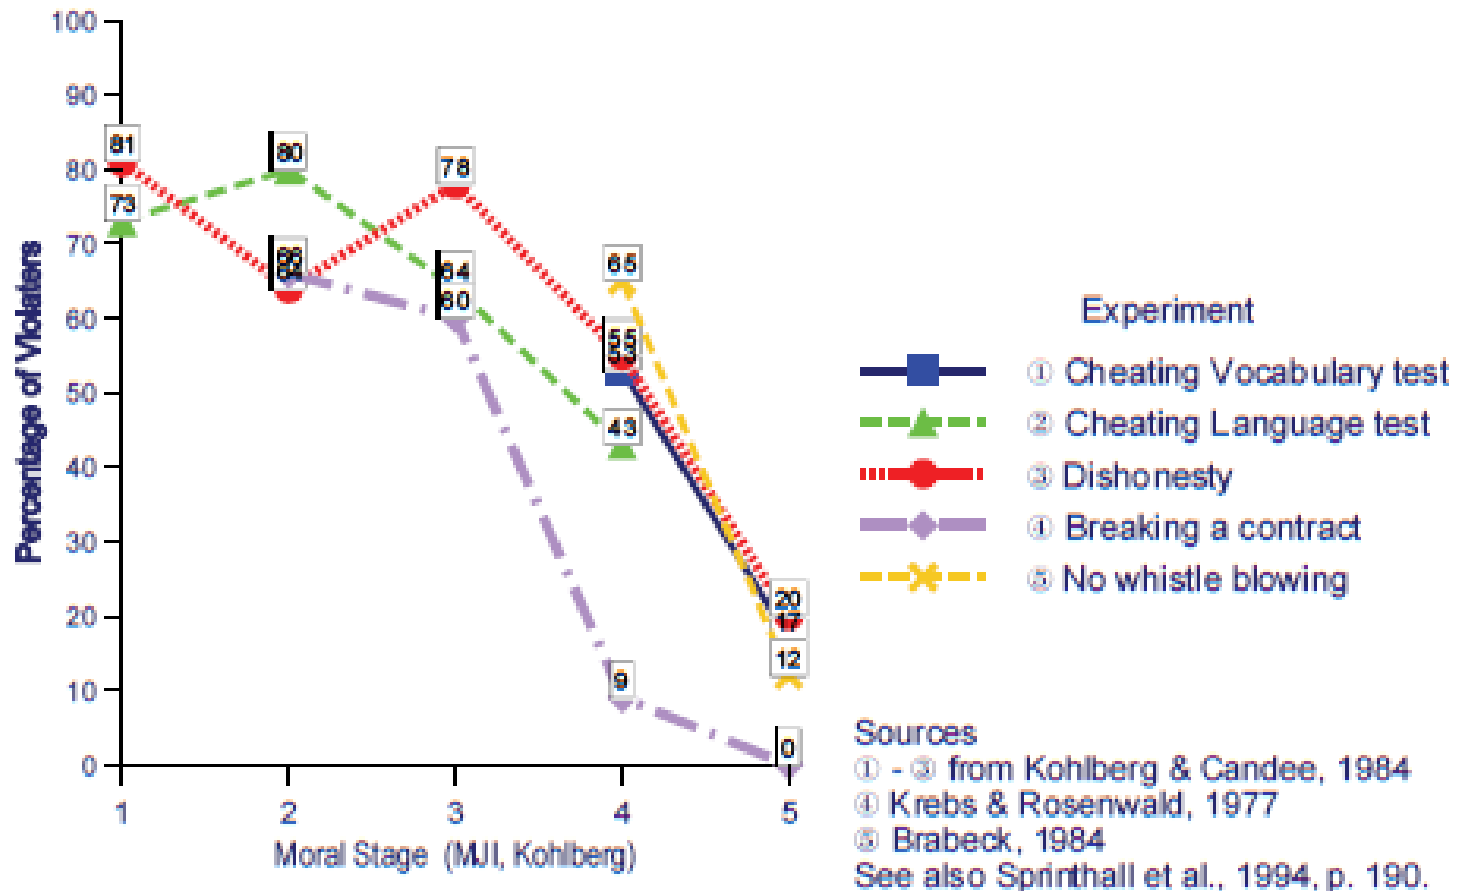 100
90
80
70
60
50
40
30
20
10
0
Percentage of Violaters
81
73
80
66
64
78
64
60
65
55
53
43
9
20
17
12
0
1 2 3 4 5
Moral Stage (MJI, Kohlberg)
Experiment
① Cheating Vocabulary test
② Cheating Language test
③ Dishonesty
④ Breaking a contract
⑤ No whistle blowing
Sources
① - ③ from Kohlberg & Candee, 1984
④ Krebs & Rosenwald, 1977
⑤ Brabeck, 1984
See also Sprinthall et al., 1994, p. 190.